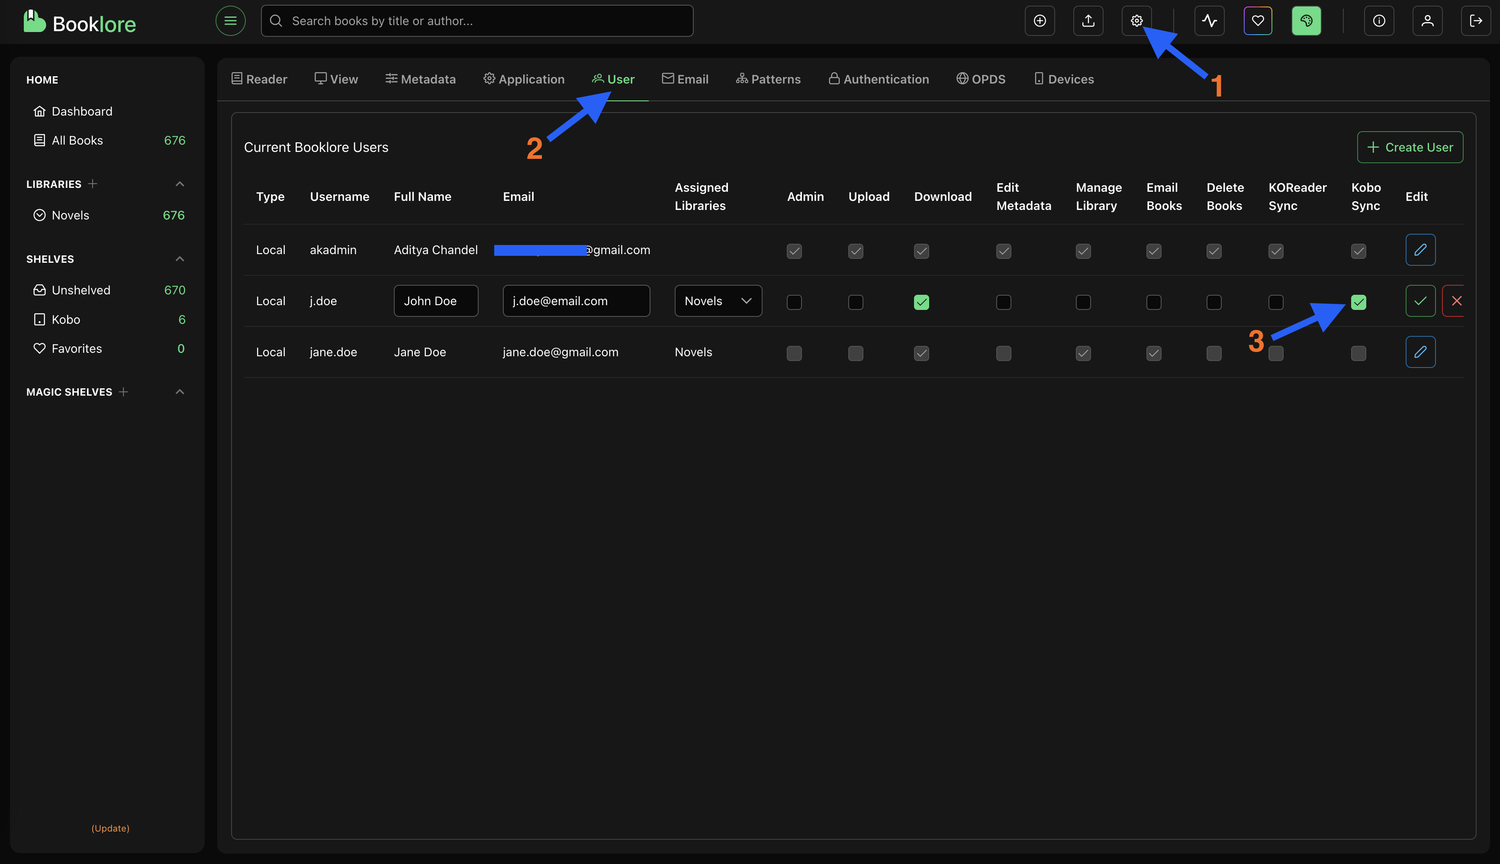 Booklore
Search books by title or author...
1
HOME
Dashboard
All Books 676
LIBRARIES
Novels 676
SHELVES
Unshelved 670
Kobo 6
Favorites 0
MAGIC SHELVES
(Update)
Reader View Metadata Application User Email Patterns Authentication OPDS Devices
2
Current Booklore Users
Create User
Type Username Full Name Email Assigned Libraries Admin Upload Download Edit Metadata Manage Library Email Books Delete Books KOReader Sync Kobo Sync Edit
Local akadmin Aditya Chandel @gmail.com
Local j.doe John Doe j.doe@email.com Novels
3
Local jane.doe Jane Doe jane.doe@gmail.com Novels